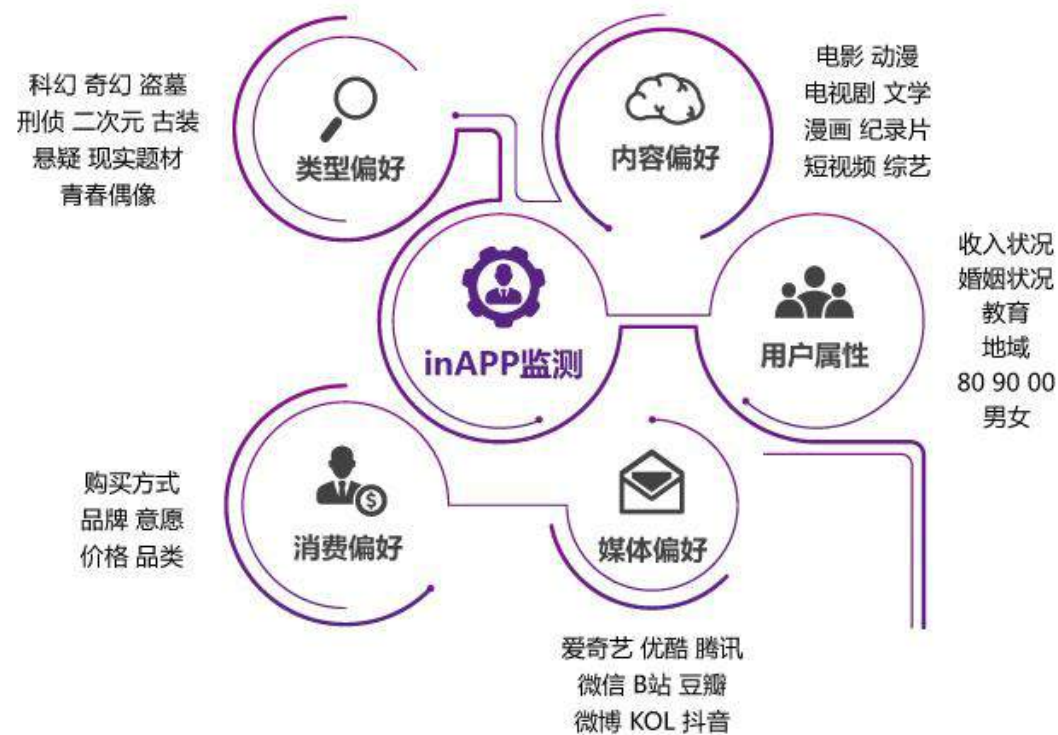 科幻 奇幻 盗墓
刑侦 二次元 古装
悬疑 现实题材
青春偶像
类型偏好
内容偏好
电影 动漫
电视剧 文学
漫画 纪录片
短视频 综艺
inAPP监测
用户属性
收入状况
婚姻状况
教育
地域
80 90 00
男女
购买方式
品牌 意愿
价格 品类
消费偏好
$
媒体偏好
爱奇艺 优酷 腾讯
微信 B站 豆瓣
微博 KOL 抖音